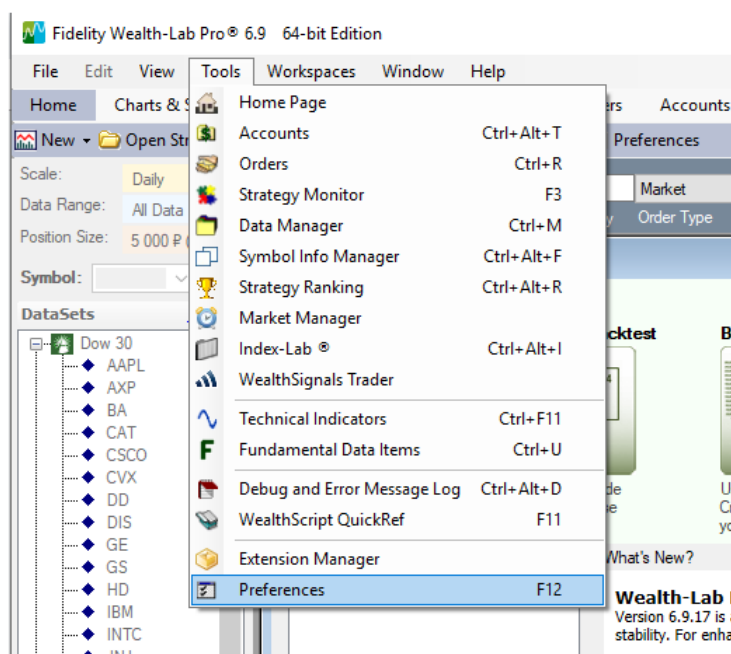 Fidelity Wealth-Lab Pro® 6.9 64-bit Edition
File Edit View Tools Workspaces Window Help
Home Charts & Accounts
New Open Preferences
Scale: Daily
Data Range: All Data
Position Size: 5 000 ₽
Symbol:
DataSets
Dow 30
AAPL
AXP
BA
CAT
CSCO
CVX
DD
DIS
GE
GS
HD
IBM
INTC
Home Page
Accounts Ctrl+Alt+T
Orders Ctrl+R
Strategy Monitor F3
Data Manager Ctrl+M
Symbol Info Manager Ctrl+Alt+F
Strategy Ranking Ctrl+Alt+R
Market Manager
Index-Lab ® Ctrl+Alt+I
WealthSignals Trader
Technical Indicators Ctrl+F11
Fundamental Data Items Ctrl+U
Debug and Error Message Log Ctrl+Alt+D
WealthScript QuickRef F11
Extension Manager
Preferences F12
Market
Order Type
What's New?
Wealth-Lab
Version 6.9.17 is
stability. For